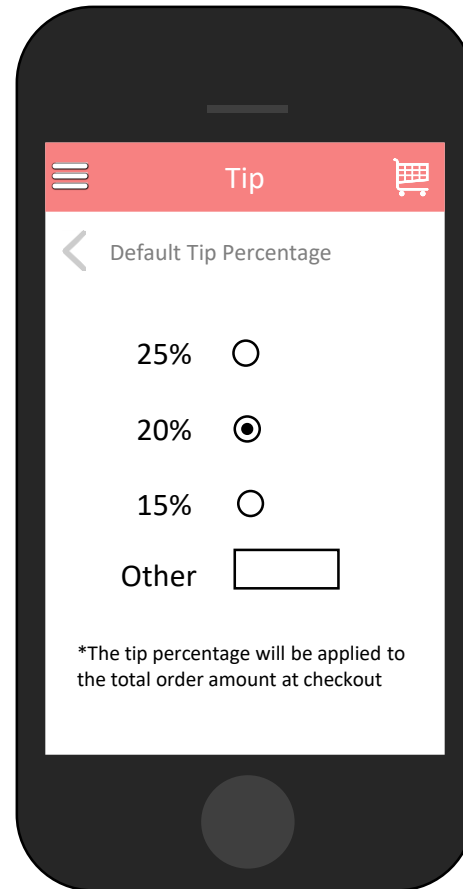 Tip
Default Tip Percentage
25%
20%
15%
Other
*The tip percentage will be applied to
the total order amount at checkout